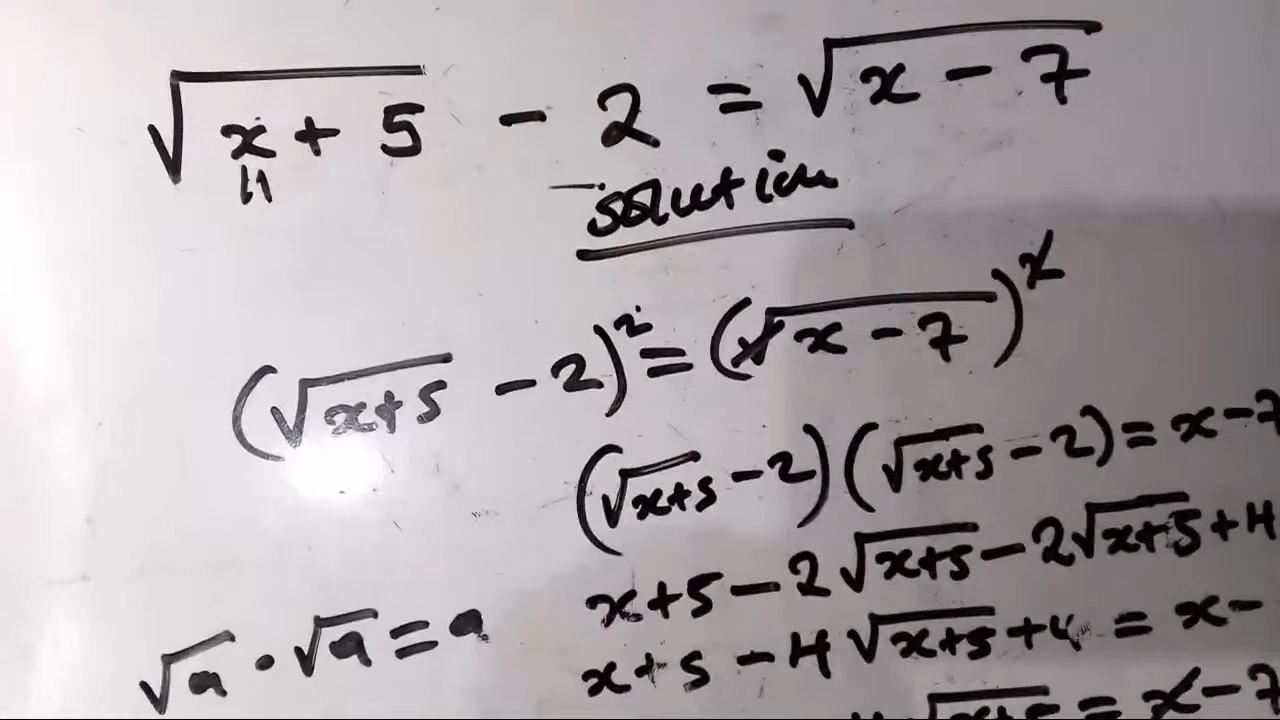 √(x + 5) - 2 = √(x - 7)
11
solution
(√(x+5) - 2)² = (√(x - 7))²
(√(x+5) - 2)(√(x+5) - 2) = x - 7
x+5 - 2√(x+5) - 2√(x+5) + 4
√a · √a = a
x+5 - 4√(x+5) + 4 = x -
= x - 7